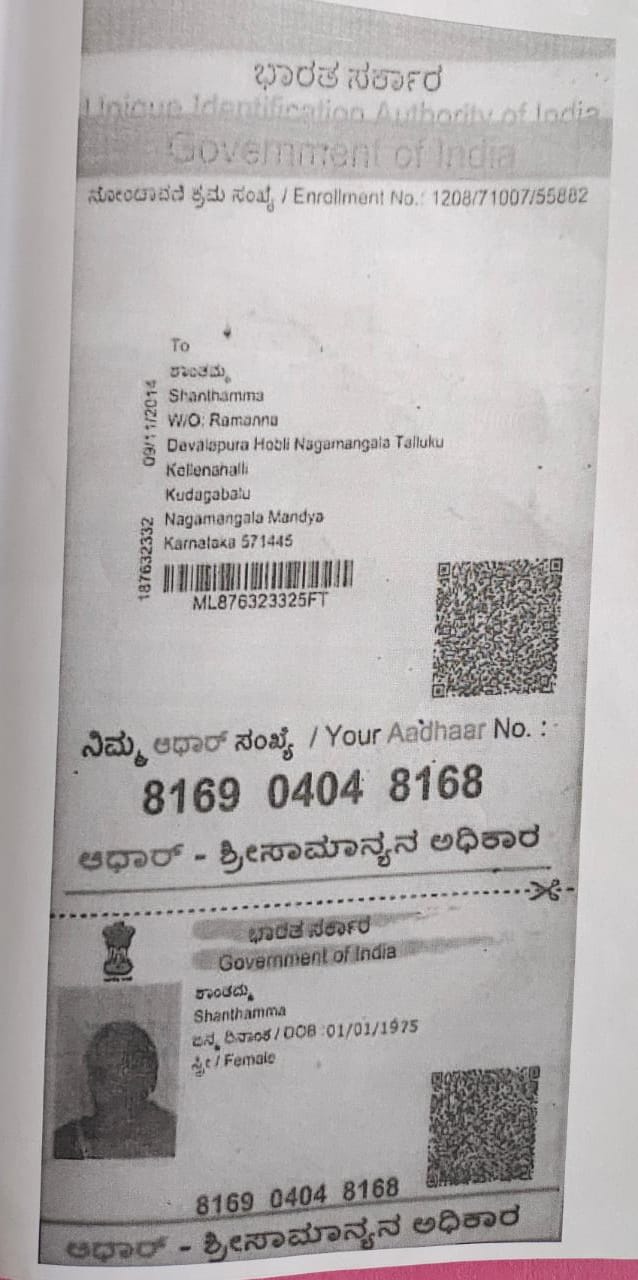 ಭಾರತ ಸರ್ಕಾರ
Unique Identification Authority of India
Government of India
ನೋಂದಾವಣೆ ಕ್ರಮ ಸಂಖ್ಯೆ / Enrollment No.: 1208/71007/55882
To
ಶಾಂತಮ್ಮ
Shanthamma
W/O: Ramanna
Devalapura Hobli Nagamangala Talluku
Kellenahalli
Kudagabalu
Nagamangala Mandya
Karnataka 571445
09/11/2014
187632332
ML876323325FT
ನಿಮ್ಮ ಆಧಾರ್ ಸಂಖ್ಯೆ / Your Aadhaar No. :
8169 0404 8168
ಆಧಾರ್ - ಶ್ರೀಸಾಮಾನ್ಯನ ಅಧಿಕಾರ
ಭಾರತ ಸರ್ಕಾರ
Government of India
ಶಾಂತಮ್ಮ
Shanthamma
ಜನ್ಮ ದಿನಾಂಕ / DOB :01/01/1975
ಸ್ತ್ರೀ / Female
8169 0404 8168
ಆಧಾರ್ - ಶ್ರೀಸಾಮಾನ್ಯನ ಅಧಿಕಾರ